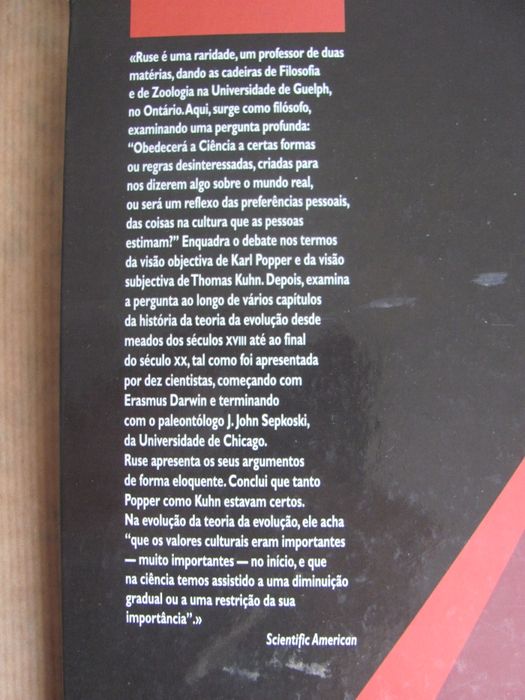 «Ruse é uma raridade, um professor de duas
matérias, dando as cadeiras de Filosofia
e de Zoologia na Universidade de Guelph,
no Ontário. Aqui, surge como filósofo,
examinando uma pergunta profunda:
“Obedecerá a Ciência a certas formas
ou regras desinteressadas, criadas para
nos dizerem algo sobre o mundo real,
ou será um reflexo das preferências pessoais,
das coisas na cultura que as pessoas
estimam?” Enquadra o debate nos termos
da visão objectiva de Karl Popper e da visão
subjectiva de Thomas Kuhn. Depois, examina
a pergunta ao longo de vários capítulos
da história da teoria da evolução desde
meados dos séculos XVIII até ao final
do século XX, tal como foi apresentada
por dez cientistas, começando com
Erasmus Darwin e terminando
com o paleontólogo J. John Sepkoski,
da Universidade de Chicago.
Ruse apresenta os seus argumentos
de forma eloquente. Conclui que tanto
Popper como Kuhn estavam certos.
Na evolução da teoria da evolução, ele acha
“que os valores culturais eram importantes
— muito importantes — no início, e que
na ciência temos assistido a uma diminuição
gradual ou a uma restrição da sua
importância”.»
Scientific American